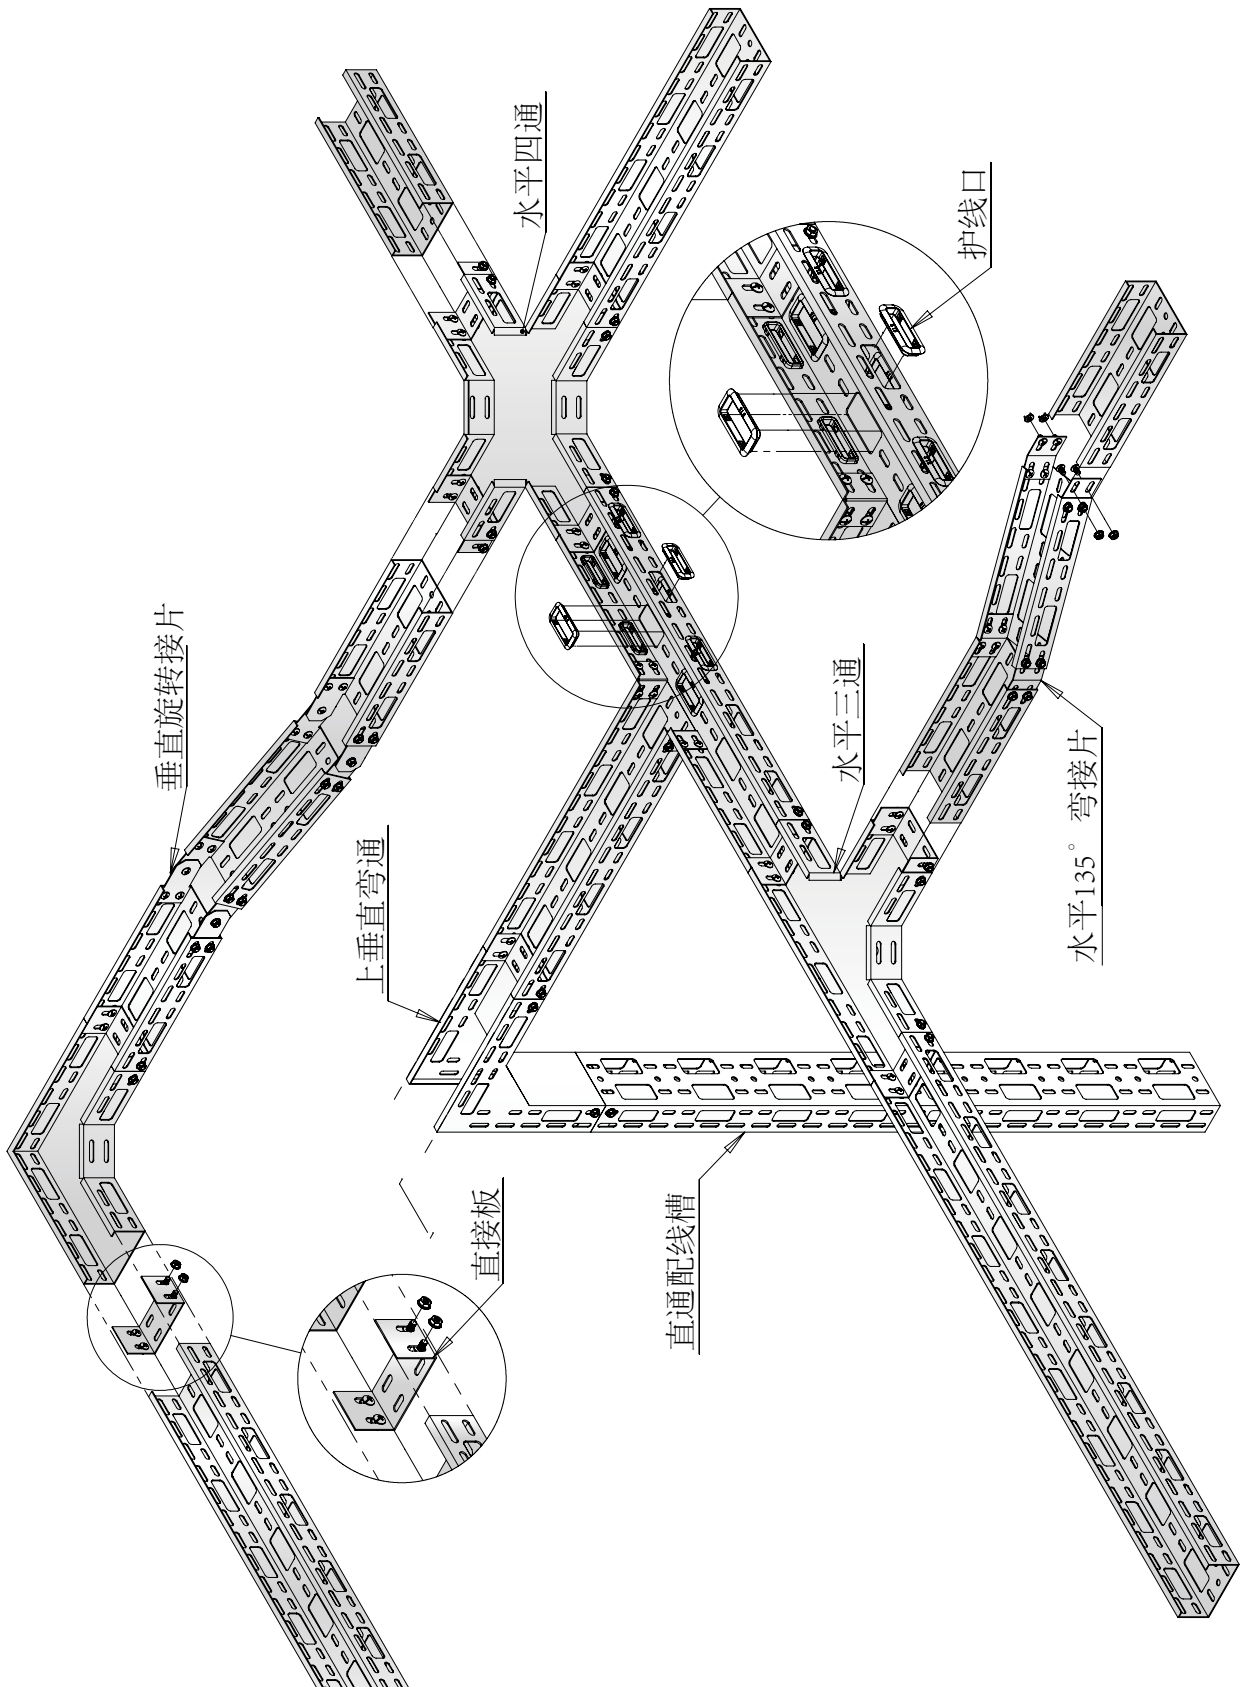 水平四通
护线口
垂直旋转接片
水平三通
上垂直弯通
水平135° 弯接片
直接板
直通配线槽